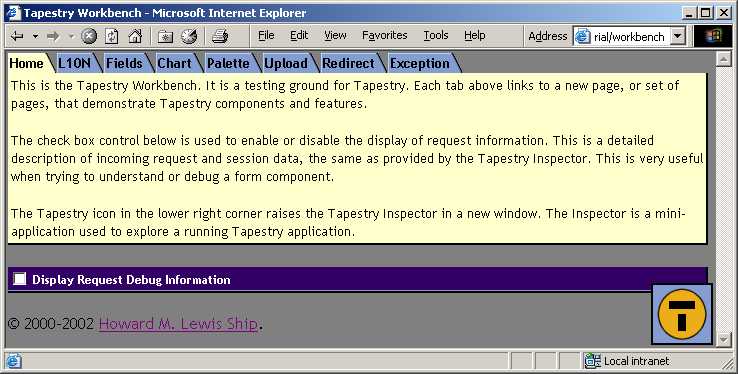 Tapestry Workbench - Microsoft Internet Explorer
File Edit View Favorites Tools Help Address rial/workbench
Home L10N Fields Chart Palette Upload Redirect Exception
This is the Tapestry Workbench. It is a testing ground for Tapestry. Each tab above links to a new page, or set of
pages, that demonstrate Tapestry components and features.
The check box control below is used to enable or disable the display of request information. This is a detailed
description of incoming request and session data, the same as provided by the Tapestry Inspector. This is very useful
when trying to understand or debug a form component.
The Tapestry icon in the lower right corner raises the Tapestry Inspector in a new window. The Inspector is a mini-
application used to explore a running Tapestry application.
Display Request Debug Information
T
© 2000-2002 Howard M. Lewis Ship.
Local intranet